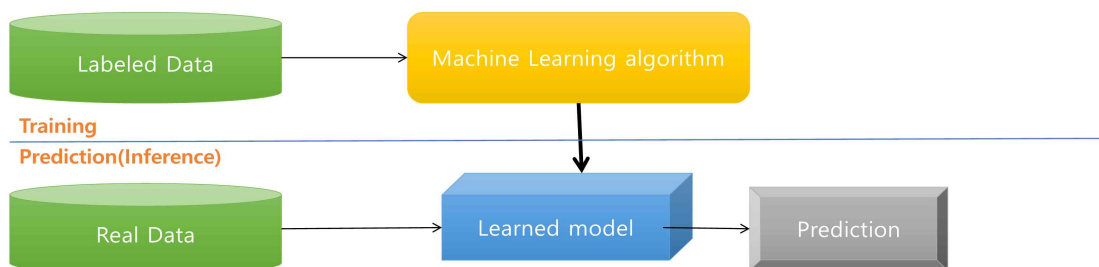 Labeled Data
Machine Learning algorithm
Training
Prediction(Inference)
Real Data
Learned model
Prediction